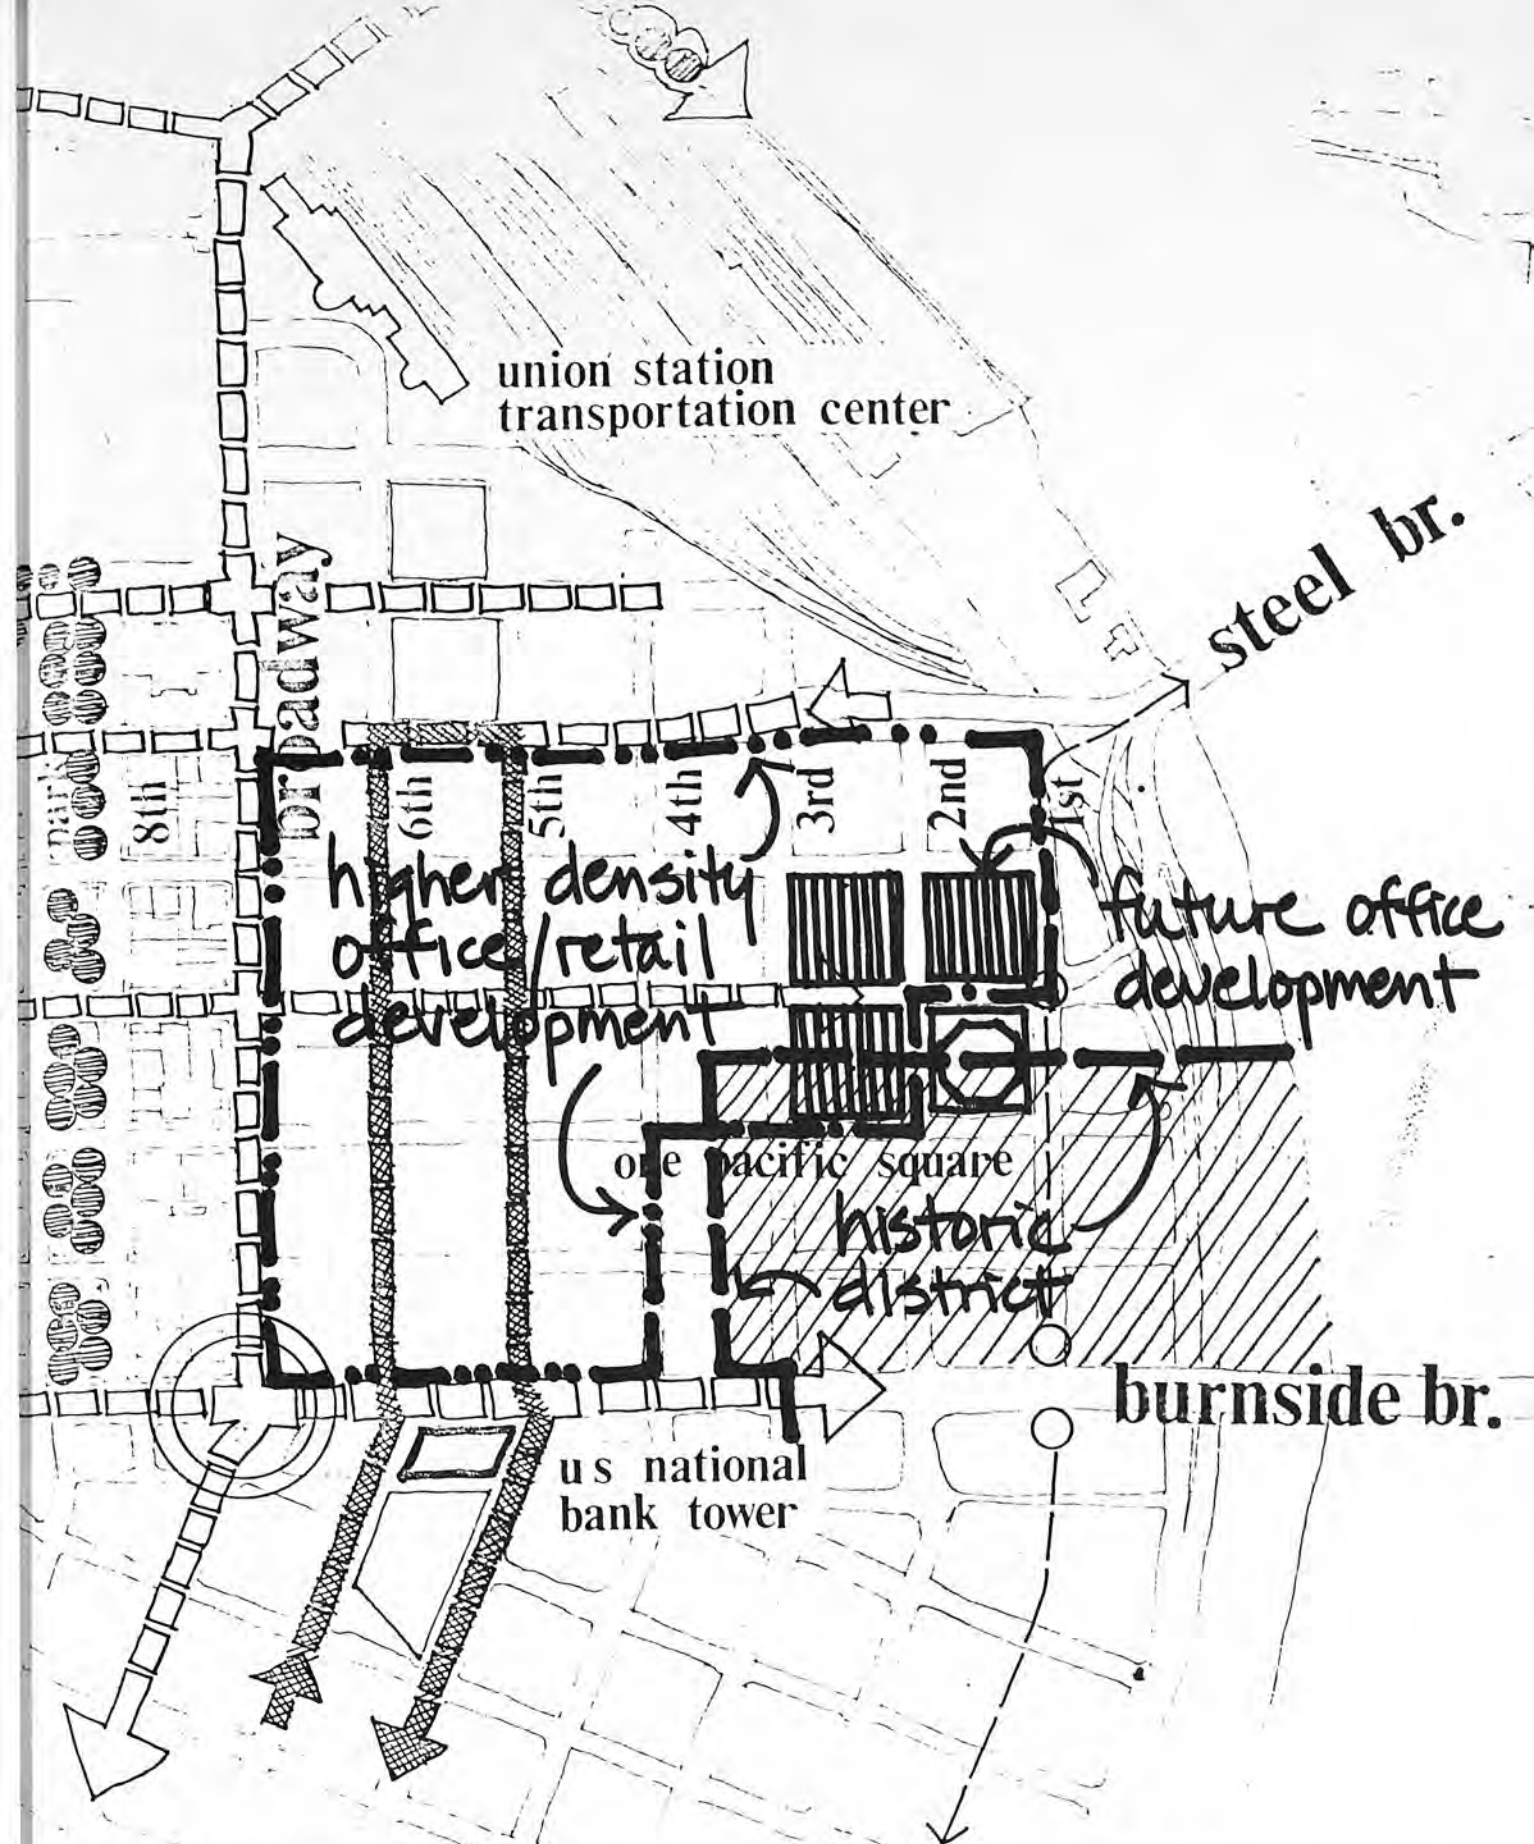 union station
transportation center
steel br.
broadway
park
8th
6th
5th
4th
3rd
2nd
1st
higher density
office/retail
development
future office
development
one pacific square
historic
district
burnside br.
us national
bank tower